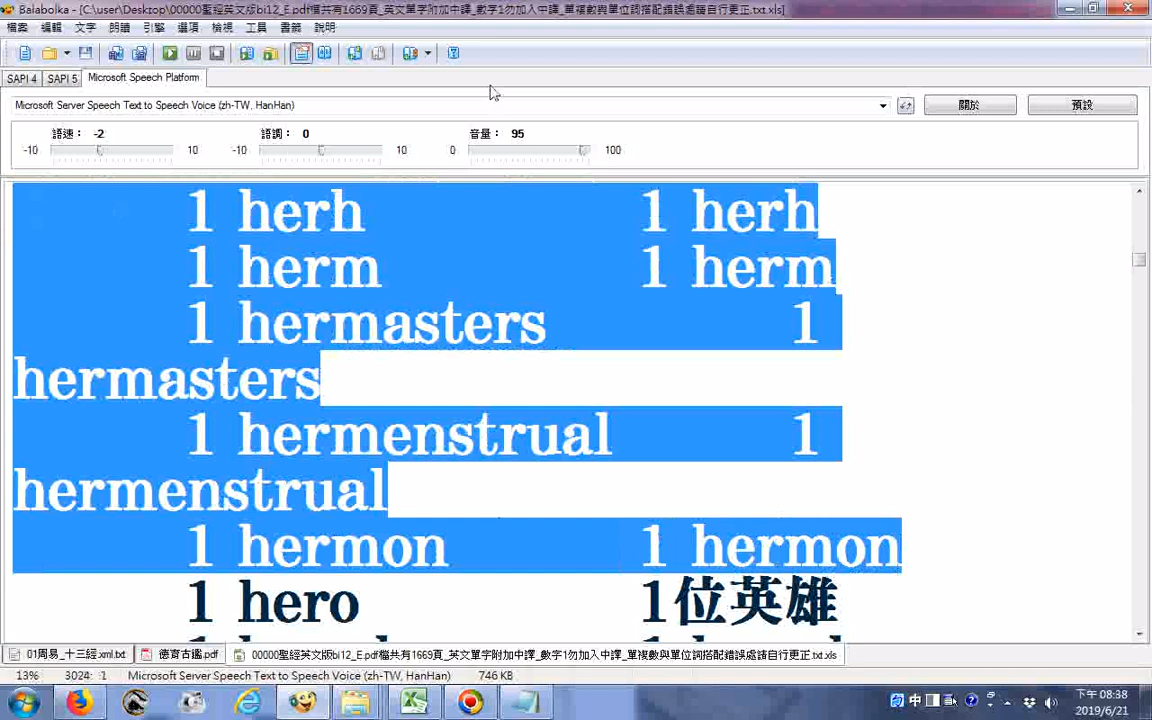 Balabolka - [C:\user\Desktop\00000聖經英文版bi12_E.pdf檔共有1669頁_英文單字附加中譯_數字1勿加入中譯_單複數與單位詞搭配錯誤處請自行更正.txt.xls]
檔案 編輯 文字 朗讀 引擎 選項 檢視 工具 書籤 說明
SAPI 4 SAPI 5 Microsoft Speech Platform
Microsoft Server Speech Text to Speech Voice (zh-TW, HanHan) 關於 預設
語速： -2 語調： 0 音量： 95
-10 10 -10 10 0 100
1 herh 1 herh
1 herm 1 herm
1 hermasters 1
hermasters
1 hermenstrual 1
hermenstrual
1 hermon 1 hermon
1 hero 1位英雄
01周易_十三經.xml.txt 德育古鑑.pdf 00000聖經英文版bi12_E.pdf檔共有1669頁_英文單字附加中譯_數字1勿加入中譯_單複數與單位詞搭配錯誤處請自行更正.txt.xls
13% 3024: 1 Microsoft Server Speech Text to Speech Voice (zh-TW, HanHan) 746 KB
中 下午 08:38
2019/6/21